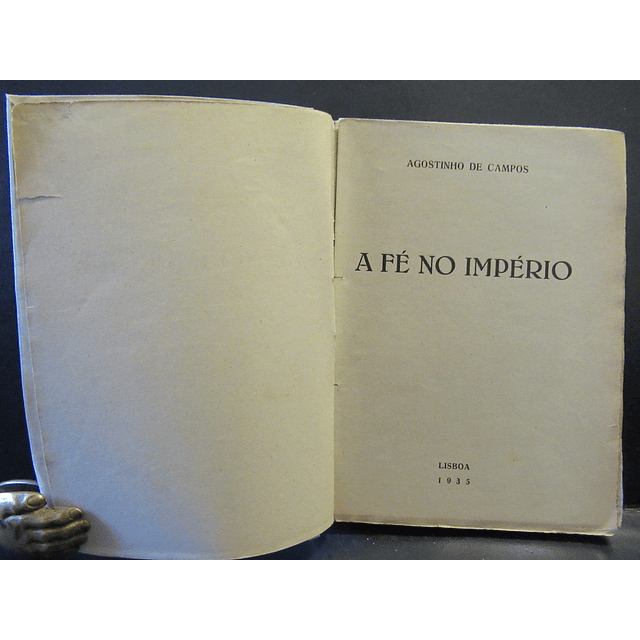 AGOSTINHO DE CAMPOS
A FÉ NO IMPÉRIO
LISBOA
1935